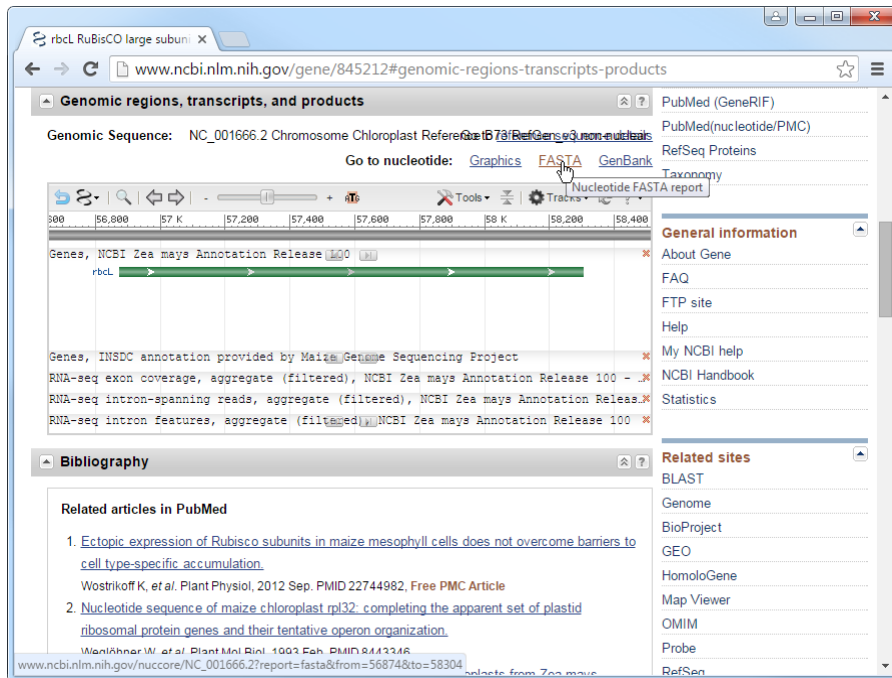 rbcL RuBisCO large subuni
www.ncbi.nlm.nih.gov/gene/845212#genomic-regions-transcripts-products
Genomic regions, transcripts, and products
Genomic Sequence: NC_001666.2 Chromosome Chloroplast
Go to nucleotide: Graphics FASTA GenBank
Nucleotide FASTA report
Tools Tracks ?
56,800 57 K 57,200 57,400 57,600 57,800 58 K 58,200 58,400
Genes, NCBI Zea mays Annotation Release 100
rbcL
Genes, INSDC annotation provided by Maize Genome Sequencing Project
RNA-seq exon coverage, aggregate (filtered), NCBI Zea mays Annotation Release 100 - ..
RNA-seq intron-spanning reads, aggregate (filtered), NCBI Zea mays Annotation Releas..
RNA-seq intron features, aggregate (filtered), NCBI Zea mays Annotation Release 100
Bibliography
Related articles in PubMed
1. Ectopic expression of Rubisco subunits in maize mesophyll cells does not overcome barriers to
cell type-specific accumulation.
Wostrikoff K, et al. Plant Physiol, 2012 Sep. PMID 22744982, Free PMC Article
2. Nucleotide sequence of maize chloroplast rpl32: completing the apparent set of plastid
ribosomal protein genes and their tentative operon organization.
Weglöhner W, et al. Plant Mol Biol, 1993 Feb. PMID 8443346
www.ncbi.nlm.nih.gov/nuccore/NC_001666.2?report=fasta&from=56874&to=58304
PubMed (GeneRIF)
PubMed(nucleotide/PMC)
RefSeq Proteins
Taxonomy
General information
About Gene
FAQ
FTP site
Help
My NCBI help
NCBI Handbook
Statistics
Related sites
BLAST
Genome
BioProject
GEO
HomoloGene
Map Viewer
OMIM
Probe
RefSeq